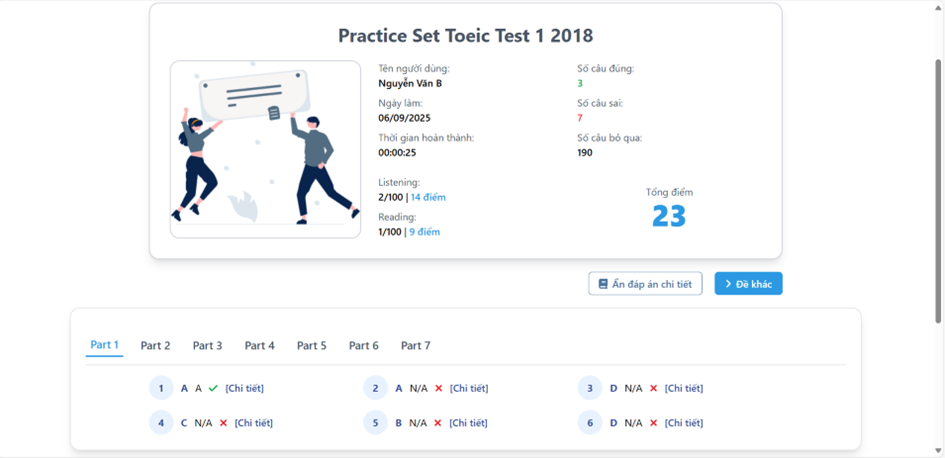 Practice Set Toeic Test 1 2018
Tên người dùng:
Nguyễn Văn B
Ngày làm:
06/09/2025
Thời gian hoàn thành:
00:00:25
Số câu đúng:
3
Số câu sai:
7
Số câu bỏ qua:
190
Listening:
2/100 | 14 điểm
Reading:
1/100 | 9 điểm
Tổng điểm
23
Ẩn đáp án chi tiết
Đề khác
Part 1 Part 2 Part 3 Part 4 Part 5 Part 6 Part 7
1 A A [Chi tiết] 2 A N/A [Chi tiết] 3 D N/A [Chi tiết]
4 C N/A [Chi tiết] 5 B N/A [Chi tiết] 6 D N/A [Chi tiết]